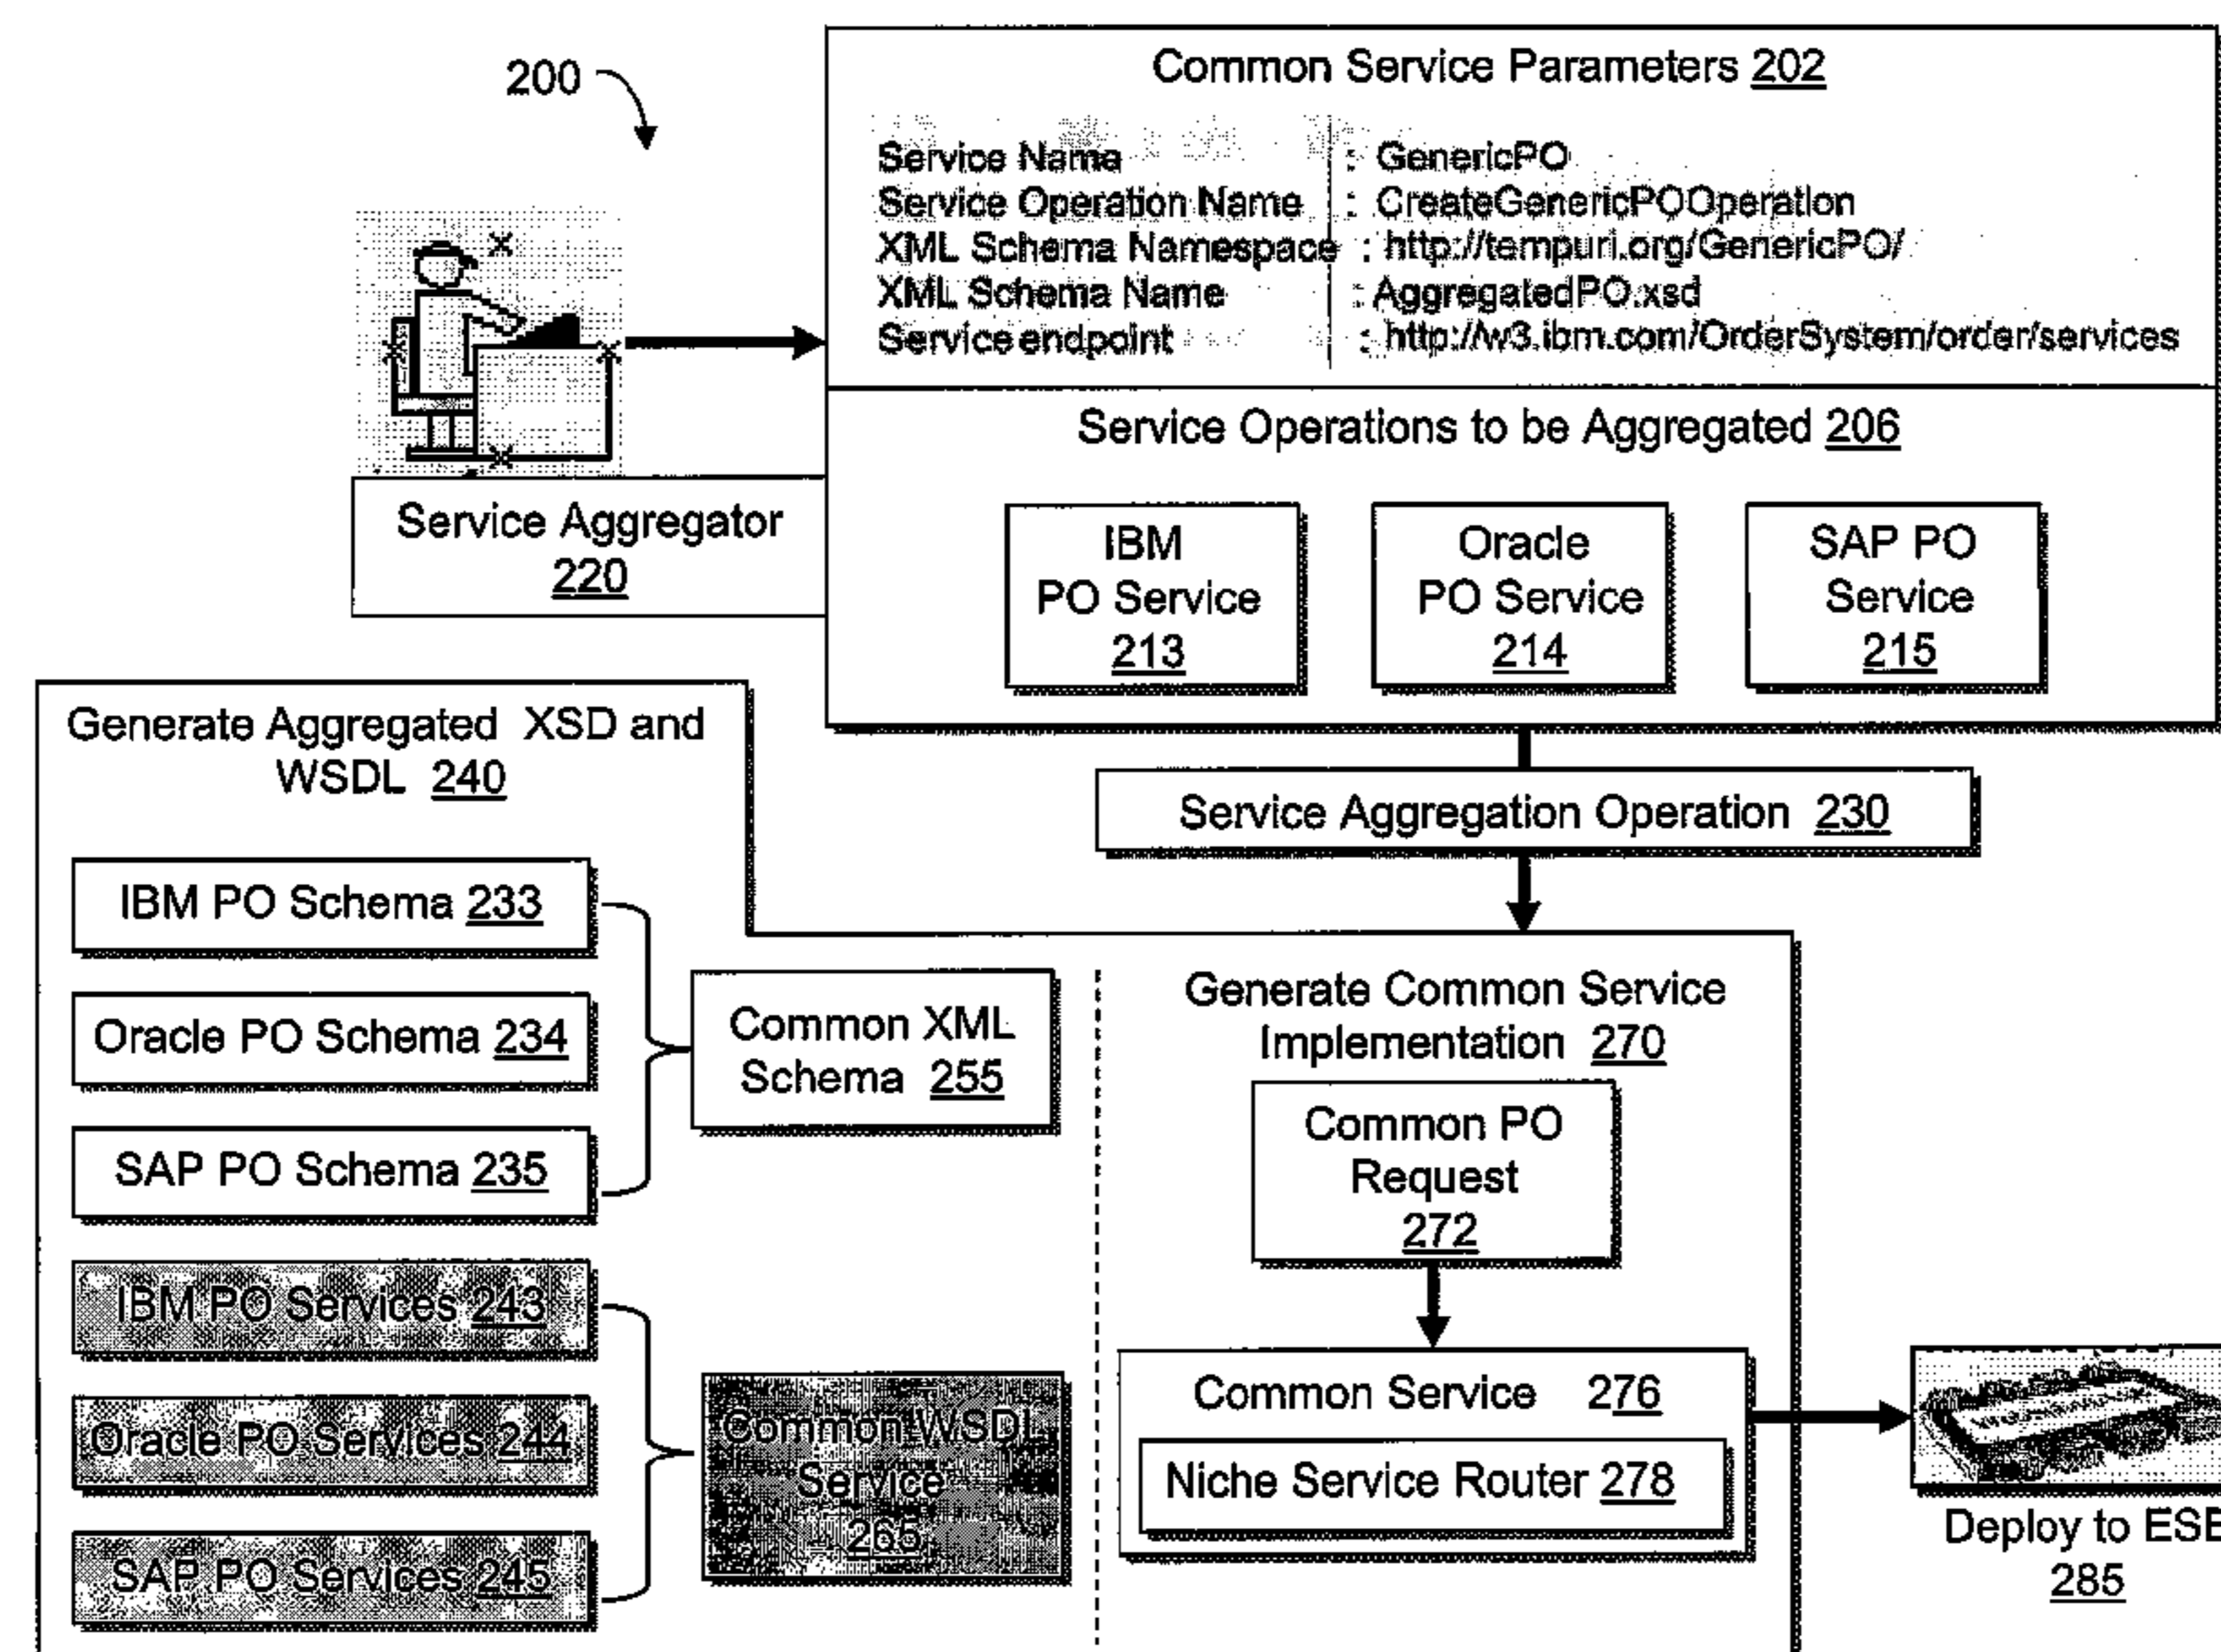 200
Common Service Parameters 202
Service Name : GenericPO
Service Operation Name : CreateGenericPOOperation
XML Schema Namespace : http://tempuri.org/GenericPO/
XML Schema Name : AggregatedPO.xsd
Service endpoint : http://w3.ibm.com/OrderSystem/order/services
Service Aggregator
220
Service Operations to be Aggregated 206
IBM
PO Service
213
Oracle
PO Service
214
SAP PO
Service
215
Service Aggregation Operation 230
Generate Aggregated XSD and
WSDL 240
IBM PO Schema 233
Oracle PO Schema 234
SAP PO Schema 235
Common XML
Schema 255
IBM PO Services 243
Oracle PO Services 244
SAP PO Services 245
Common WSDL
Service
265
Generate Common Service
Implementation 270
Common PO
Request
272
Common Service 276
Niche Service Router 278
Deploy to ESB
285